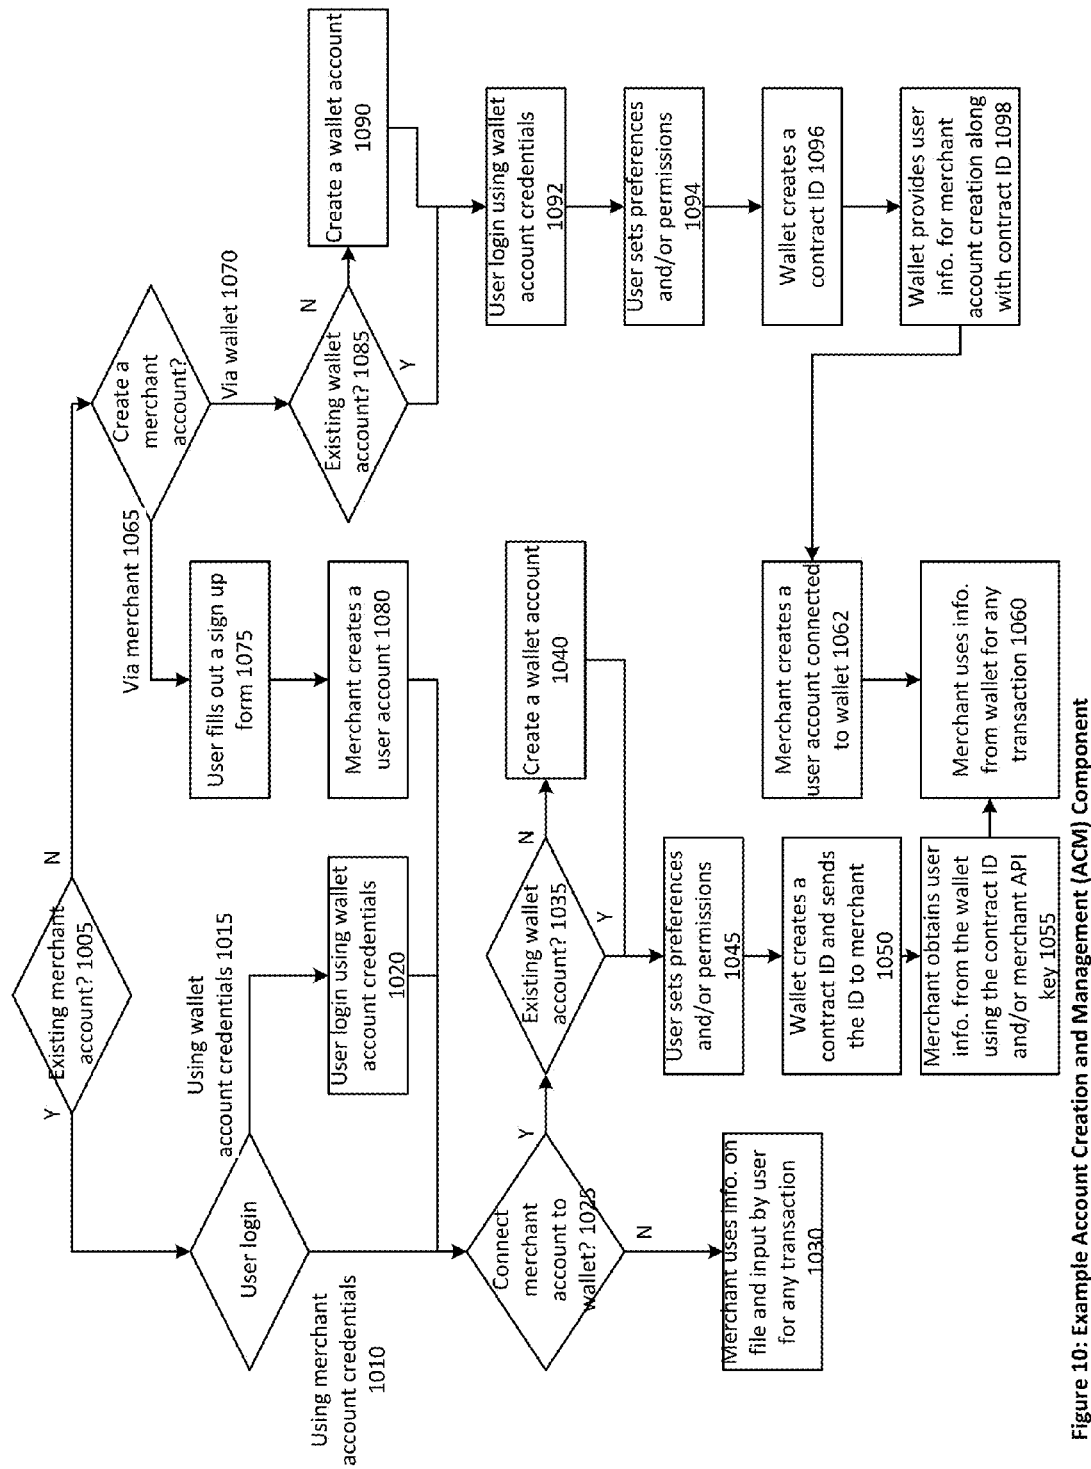 Existing merchant
account? 1005
Y
N
User login
Using merchant
account credentials
1010
Using wallet
account credentials 1015
User login using wallet
account credentials
1020
Connect
merchant
account to
wallet? 1025
N
Y
Merchant uses info. on
file and input by user
for any transaction
1030
Existing wallet
account? 1035
N
Y
Create a wallet account
1040
User sets preferences
and/or permissions
1045
Wallet creates a
contract ID and sends
the ID to merchant
1050
Merchant obtains user
info. from the wallet
using the contract ID
and/or merchant API
key 1055
Merchant uses info.
from wallet for any
transaction 1060
Merchant creates a
user account connected
to wallet 1062
Create a
merchant
account?
Via merchant 1065
Via wallet 1070
User fills out a sign up
form 1075
Merchant creates a
user account 1080
Existing wallet
account? 1085
N
Y
Create a wallet account
1090
User login using wallet
account credentials
1092
User sets preferences
and/or permissions
1094
Wallet creates a
contract ID 1096
Wallet provides user
info. for merchant
account creation along
with contract ID 1098
Figure 10: Example Account Creation and Management (ACM) Component